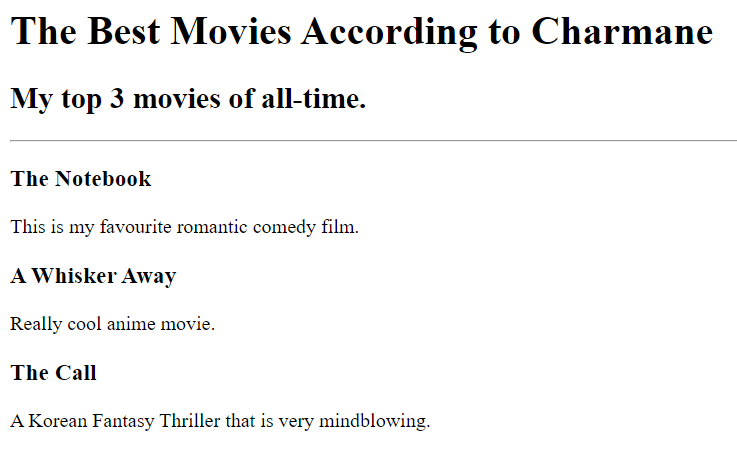 The Best Movies According to Charmane
My top 3 movies of all-time.
The Notebook
This is my favourite romantic comedy film.
A Whisker Away
Really cool anime movie.
The Call
A Korean Fantasy Thriller that is very mindblowing.